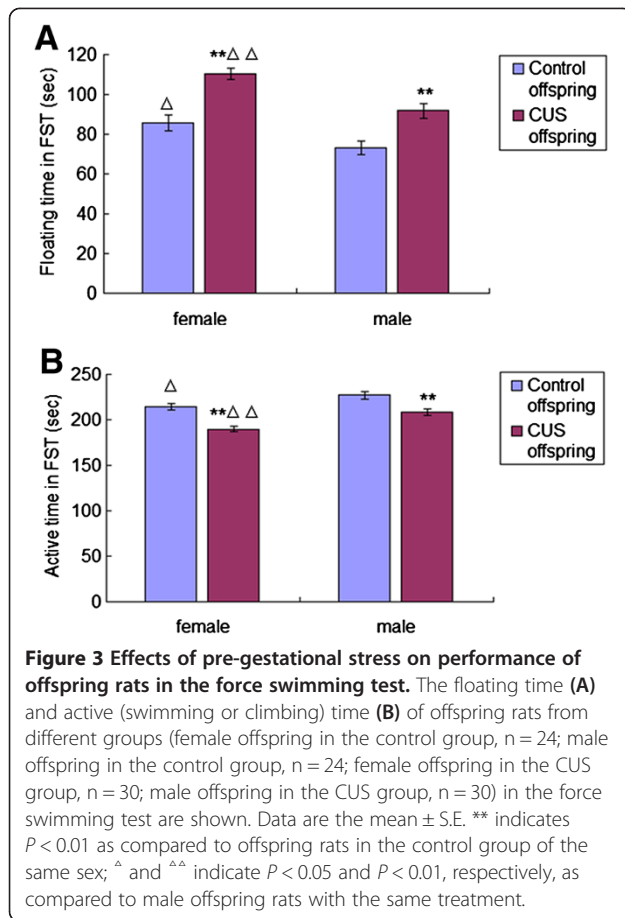 A
120
100
80
60
40
20
0
Floating time in FST (sec)
△
**△ △
**
female
male
Control
offspring
CUS
offspring
B
250
200
150
100
50
0
Active time in FST (sec)
△
**△ △
**
female
male
Control
offspring
CUS
offspring
Figure 3 Effects of pre-gestational stress on performance of
offspring rats in the force swimming test. The floating time (A)
and active (swimming or climbing) time (B) of offspring rats from
different groups (female offspring in the control group, n = 24; male
offspring in the control group, n = 24; female offspring in the CUS
group, n = 30; male offspring in the CUS group, n = 30) in the force
swimming test are shown. Data are the mean ± S.E. ** indicates
P < 0.01 as compared to offspring rats in the control group of the
same sex; △ and △△ indicate P < 0.05 and P < 0.01, respectively, as
compared to male offspring rats with the same treatment.